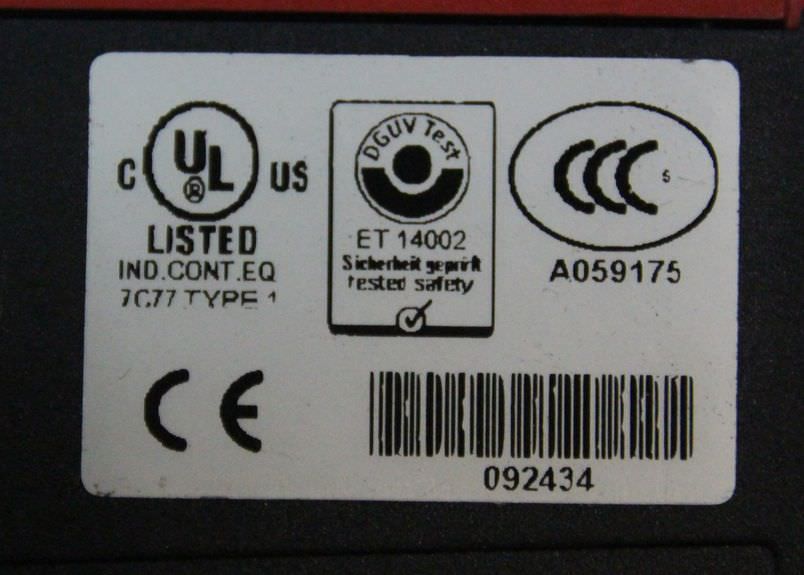 C UL® US
LISTED
IND.CONT.EQ
7C77 TYPE 1
DGUV Test
ET 14002
Sicherheit geprüft
tested safety
CCC S
A059175
CE
092434